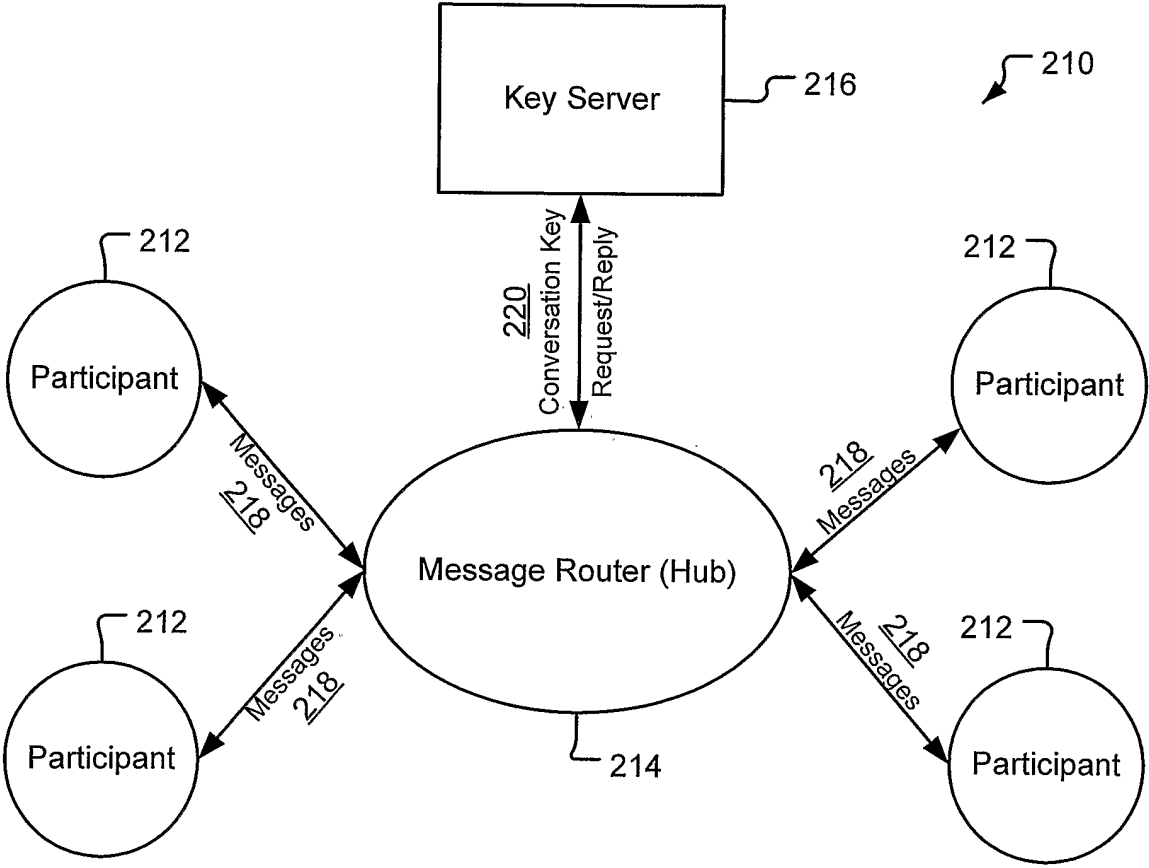 210
Key Server
216
220
Conversation Key
Request/Reply
212
Participant
212
Participant
Messages
218
218
Messages
Message Router (Hub)
212
Participant
Messages
218
218
Messages
212
Participant
214